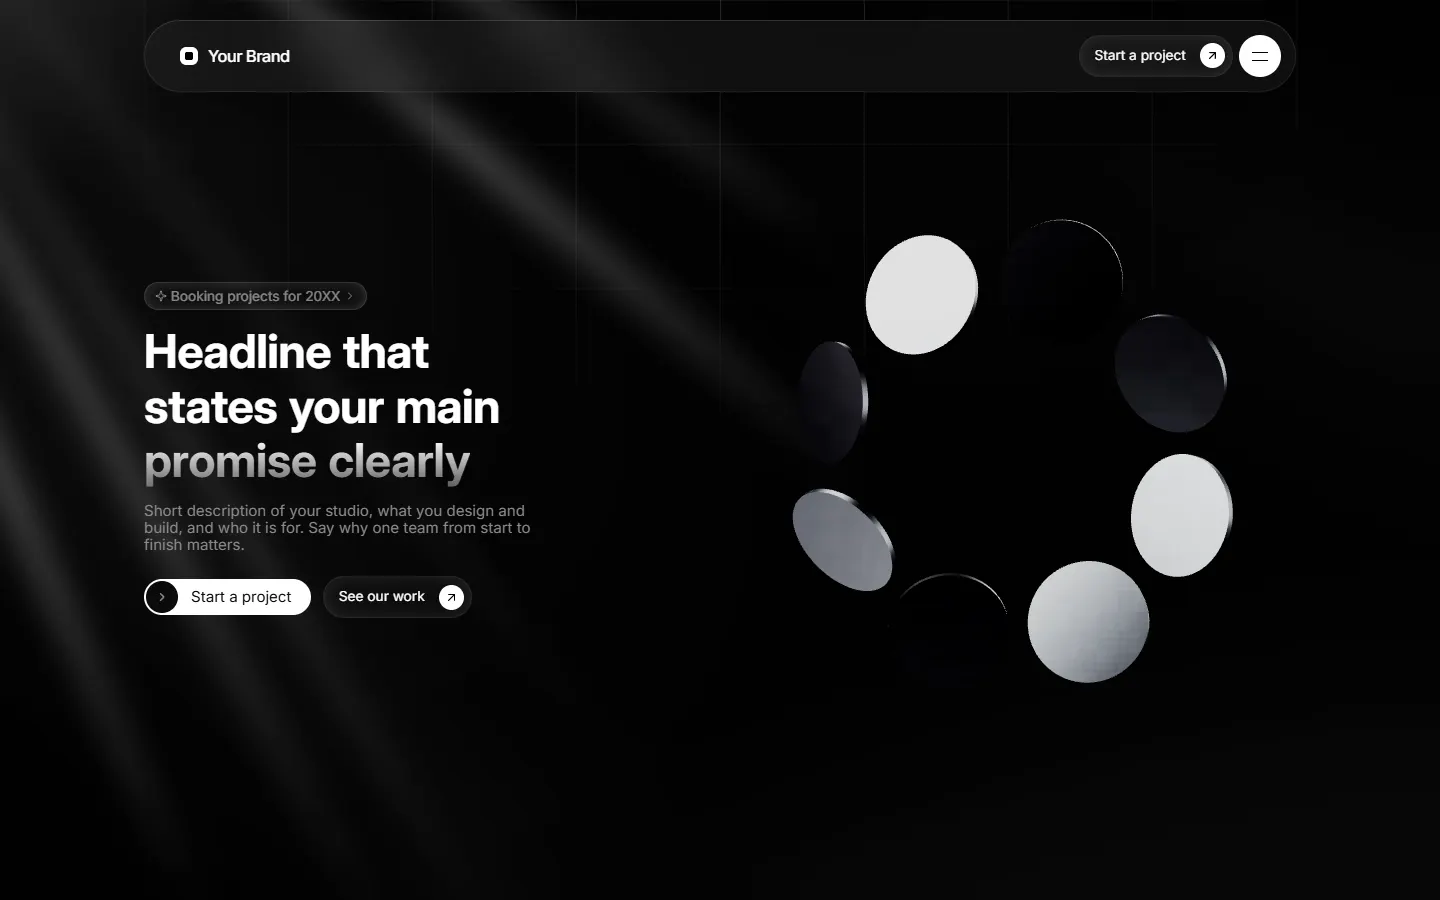 Your Brand
Start a project
Booking projects for 20XX
Headline that
states your main
promise clearly
Short description of your studio, what you design and
build, and who it is for. Say why one team from start to
finish matters.
Start a project
See our work